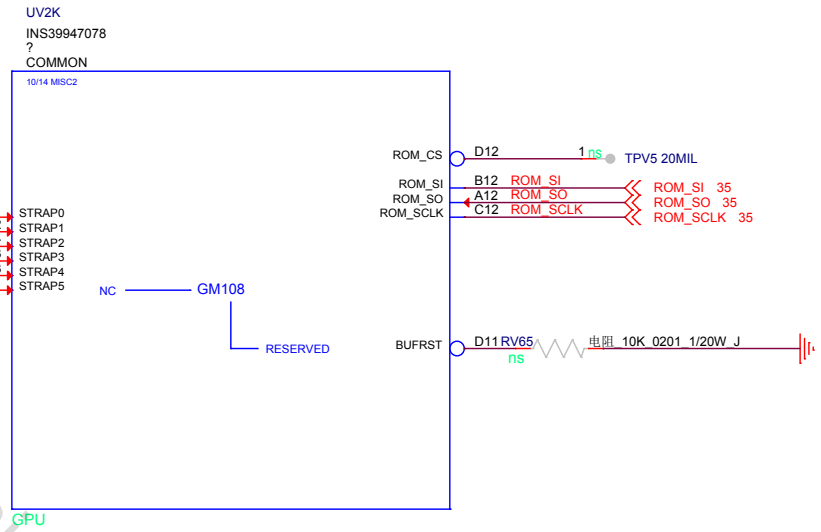 UV2K
INS39947078
?
COMMON
10/14 MISC2
ROM_CS D12 1 ns TPV5 20MIL
ROM_SI B12 ROM_SI ROM_SI 35
ROM_SO A12 ROM_SO ROM_SO 35
ROM_SCLK C12 ROM_SCLK ROM_SCLK 35
STRAP0
STRAP1
STRAP2
STRAP3
STRAP4
STRAP5
NC GM108
RESERVED
BUFRST D11 RV65 电阻_10K_0201_1/20W_J
ns
GPU